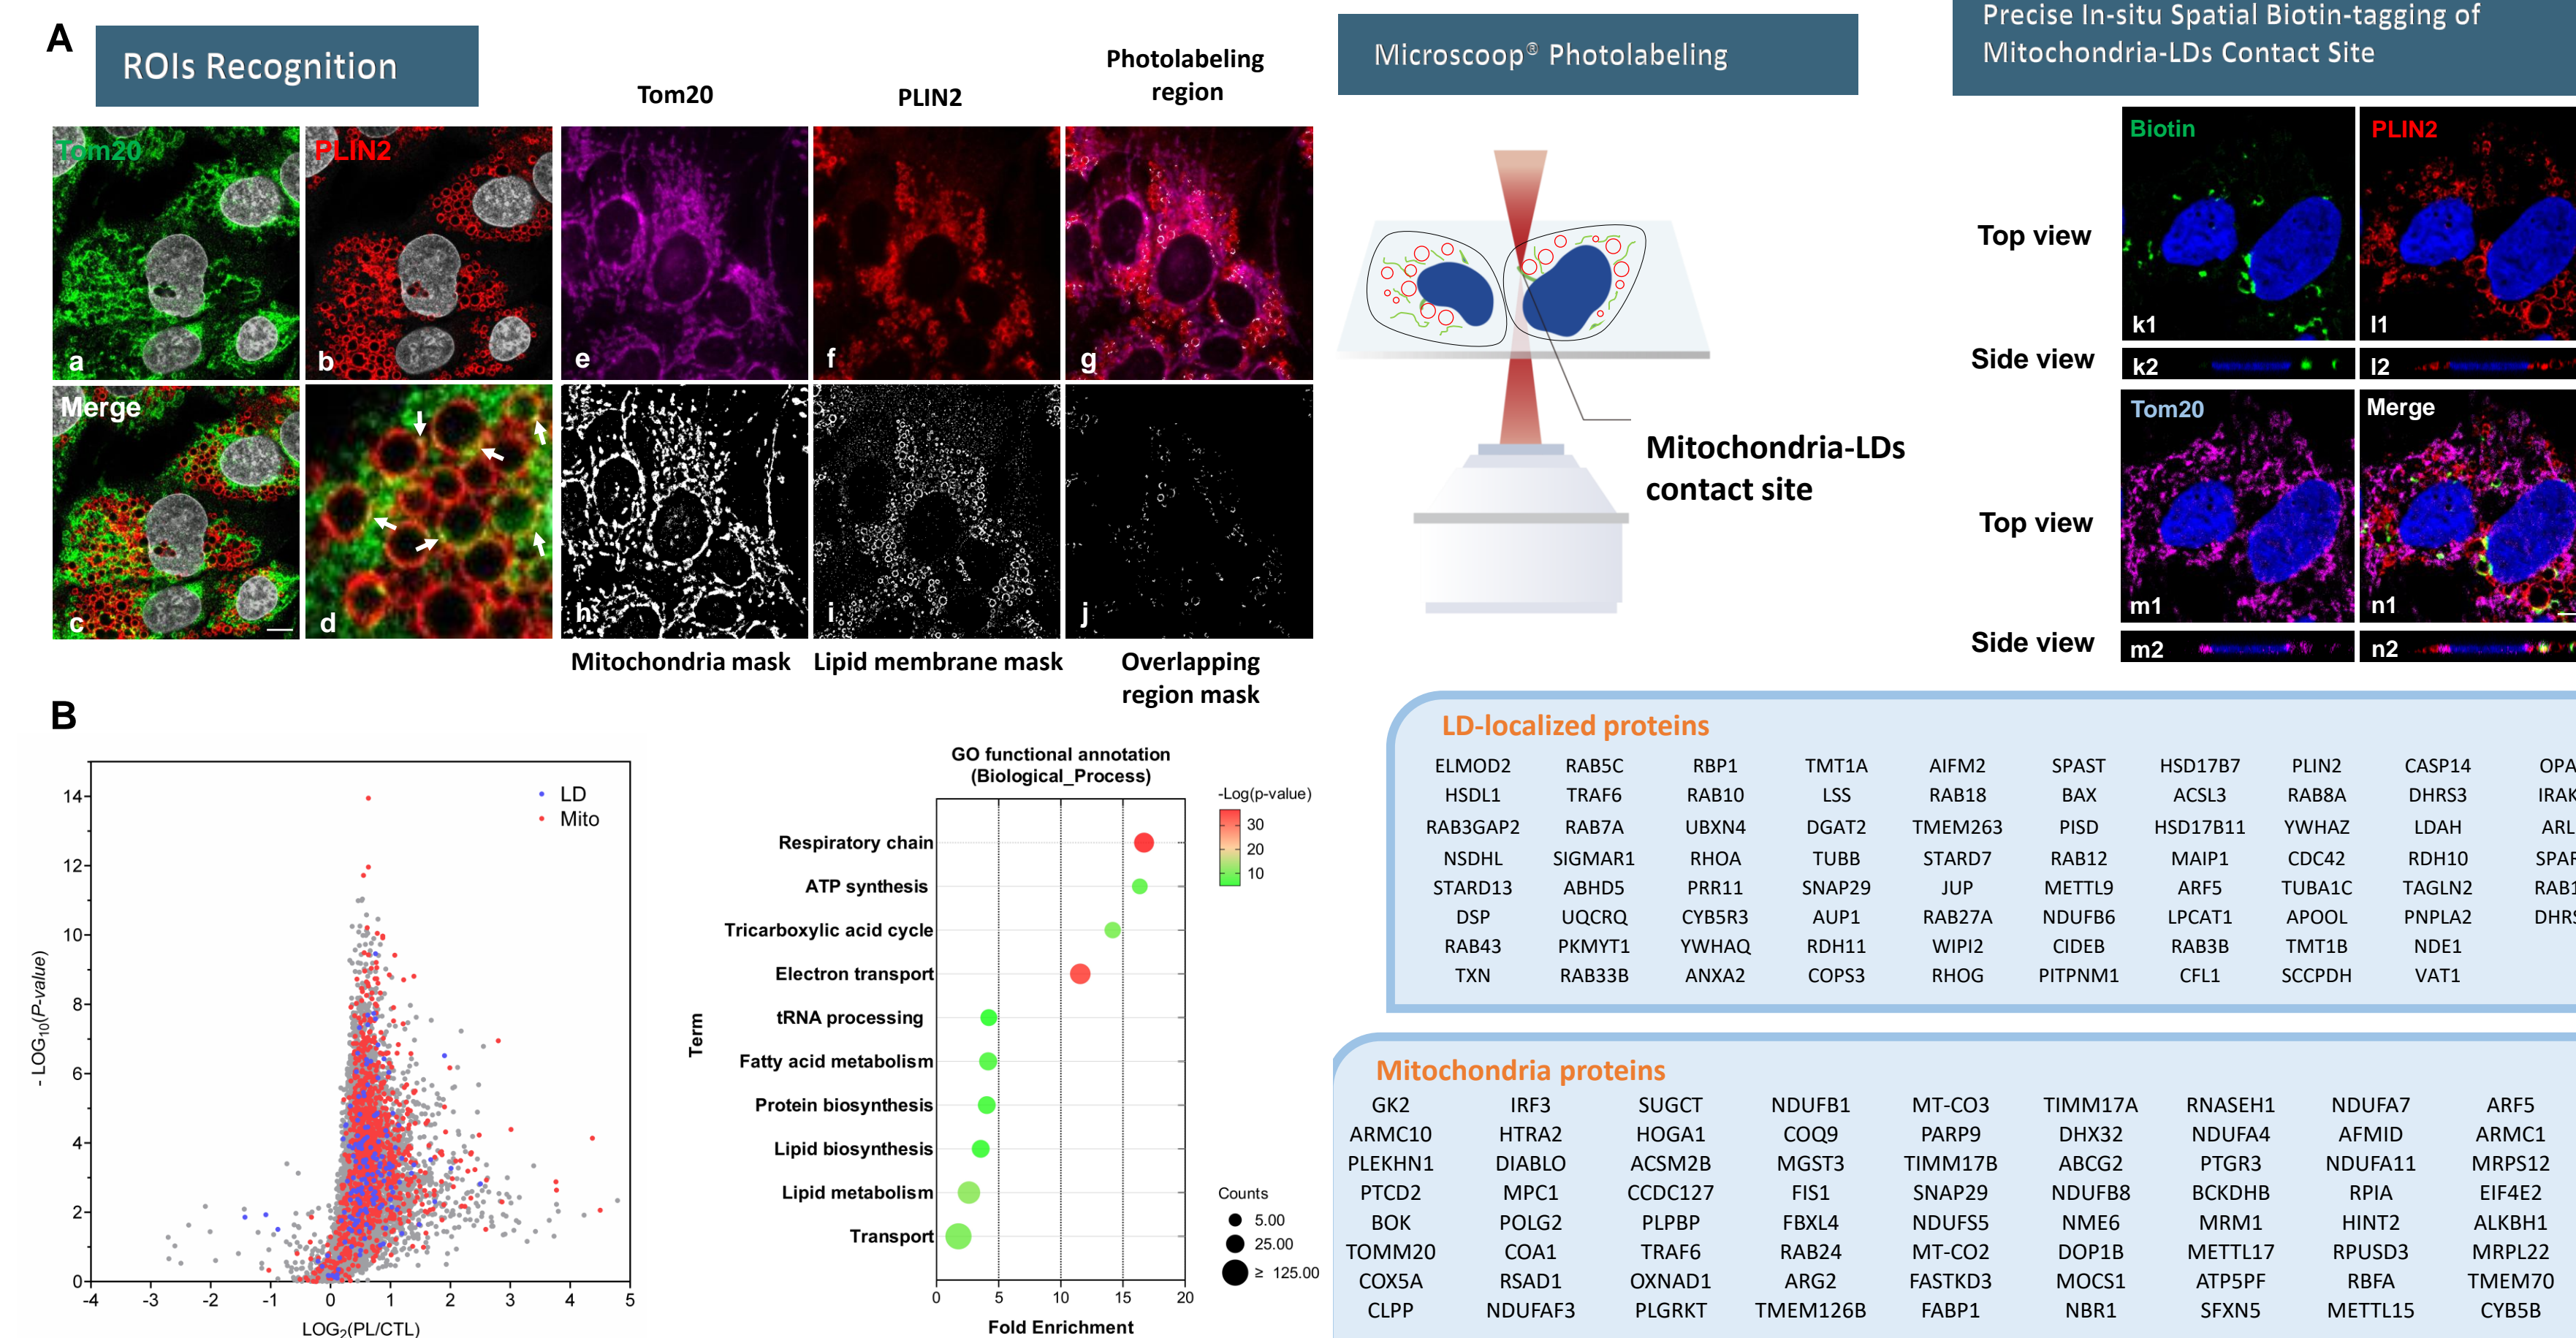 A
ROIs Recognition
Tom20
PLIN2
Photolabeling
region
Tom20
PLIN2
a
b
e
f
g
Merge
c
d
h
i
j
Mitochondria mask
Lipid membrane mask
Overlapping
region mask
Microscoop® Photolabeling
Mitochondria-LDs
contact site
Precise In-situ Spatial Biotin-tagging of
Mitochondria-LDs Contact Site
Top view
Biotin
PLIN2
k1
l1
Side view
k2
l2
Top view
Tom20
Merge
m1
n1
Side view
m2
n2
B
LD
Mito
14
12
10
8
6
4
2
0
-4 -3 -2 -1 0 1 2 3 4 5
- LOG10(P-value)
LOG2(PL/CTL)
GO functional annotation
(Biological_Process)
Term
Respiratory chain
ATP synthesis
Tricarboxylic acid cycle
Electron transport
tRNA processing
Fatty acid metabolism
Protein biosynthesis
Lipid biosynthesis
Lipid metabolism
Transport
0 5 10 15 20
Fold Enrichment
-Log(p-value)
30
20
10
Counts
5.00
25.00
≥ 125.00
LD-localized proteins
ELMOD2 RAB5C RBP1 TMT1A AIFM2 SPAST HSD17B7 PLIN2 CASP14 OPA
HSDL1 TRAF6 RAB10 LSS RAB18 BAX ACSL3 RAB8A DHRS3 IRAK
RAB3GAP2 RAB7A UBXN4 DGAT2 TMEM263 PISD HSD17B11 YWHAZ LDAH ARL
NSDHL SIGMAR1 RHOA TUBB STARD7 RAB12 MAIP1 CDC42 RDH10 SPAR
STARD13 ABHD5 PRR11 SNAP29 JUP METTL9 ARF5 TUBA1C TAGLN2 RAB1
DSP UQCRQ CYB5R3 AUP1 RAB27A NDUFB6 LPCAT1 APOOL PNPLA2 DHRS
RAB43 PKMYT1 YWHAQ RDH11 WIPI2 CIDEB RAB3B TMT1B NDE1
TXN RAB33B ANXA2 COPS3 RHOG PITPNM1 CFL1 SCCPDH VAT1
Mitochondria proteins
GK2 IRF3 SUGCT NDUFB1 MT-CO3 TIMM17A RNASEH1 NDUFA7 ARF5
ARMC10 HTRA2 HOGA1 COQ9 PARP9 DHX32 NDUFA4 AFMID ARMC1
PLEKHN1 DIABLO ACSM2B MGST3 TIMM17B ABCG2 PTGR3 NDUFA11 MRPS12
PTCD2 MPC1 CCDC127 FIS1 SNAP29 NDUFB8 BCKDHB RPIA EIF4E2
BOK POLG2 PLPBP FBXL4 NDUFS5 NME6 MRM1 HINT2 ALKBH1
TOMM20 COA1 TRAF6 RAB24 MT-CO2 DOP1B METTL17 RPUSD3 MRPL22
COX5A RSAD1 OXNAD1 ARG2 FASTKD3 MOCS1 ATP5PF RBFA TMEM70
CLPP NDUFAF3 PLGRKT TMEM126B FABP1 NBR1 SFXN5 METTL15 CYB5B